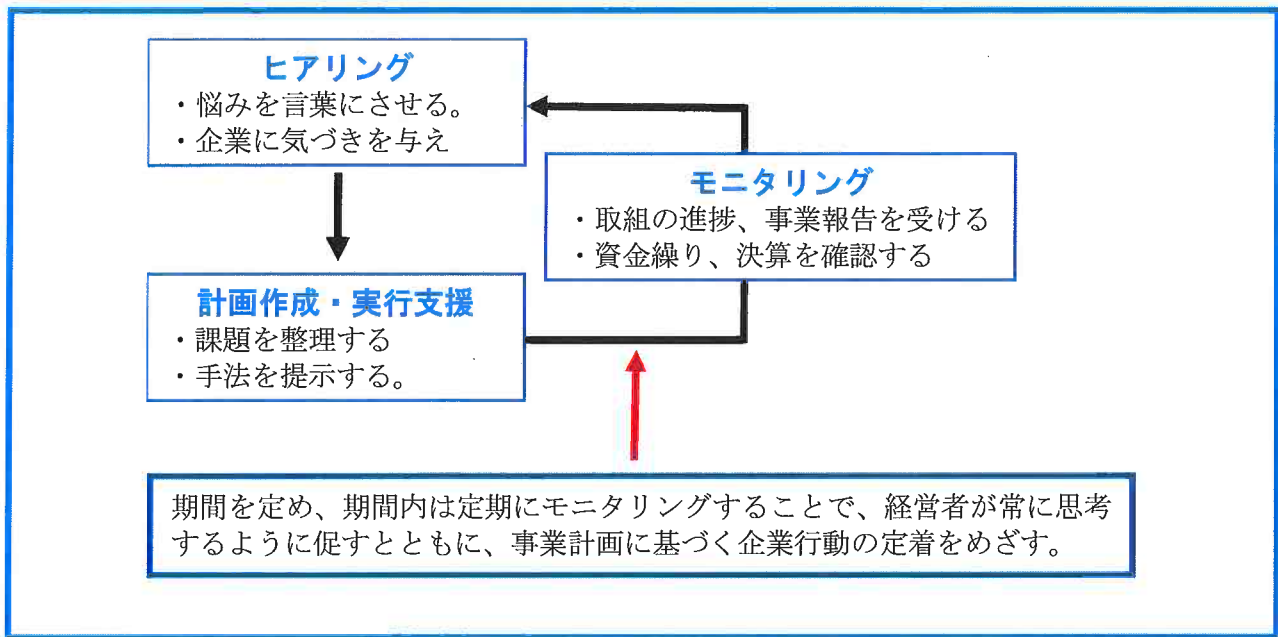 ヒアリング
・悩みを言葉にさせる。
・企業に気づきを与え
モニタリング
・取組の進捗、事業報告を受ける
・資金繰り、決算を確認する
計画作成・実行支援
・課題を整理する
・手法を提示する。
期間を定め、期間内は定期にモニタリングすることで、経営者が常に思考
するように促すとともに、事業計画に基づく企業行動の定着をめざす。